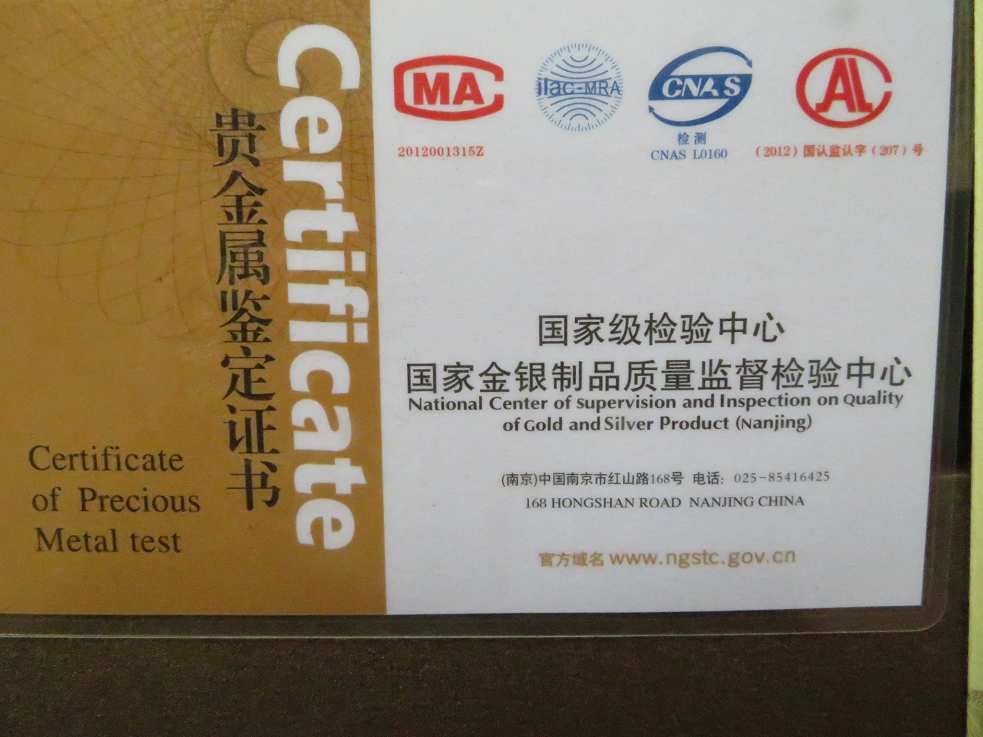 Certificate
贵金属鉴定证书
Certificate
of Precious
Metal test
MA
ilac-MRA
CNAS
AL
2012001315Z
检测
CNAS L0160
(2012)国认监认字(207)号
国家级检验中心
国家金银制品质量监督检验中心
National Center of Supervision and Inspection on Quality
of Gold and Silver Product (Nanjing)
(南京)中国南京市红山路168号 电话: 025-85416425
168 HONGSHAN ROAD NANJING CHINA
官方域名 www.ngstc.gov.cn